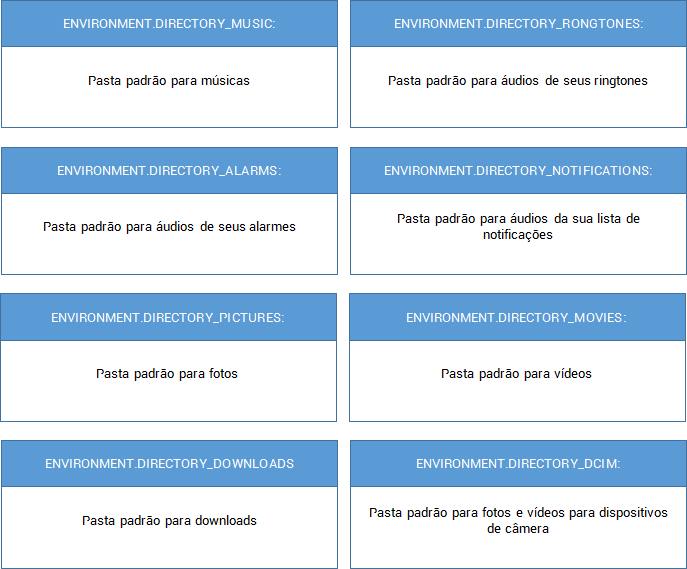 ENVIRONMENT.DIRECTORY_MUSIC:
Pasta padrão para músicas
ENVIRONMENT.DIRECTORY_RONGTONES:
Pasta padrão para áudios de seus ringtones
ENVIRONMENT.DIRECTORY_ALARMS:
Pasta padrão para áudios de seus alarmes
ENVIRONMENT.DIRECTORY_NOTIFICATIONS:
Pasta padrão para áudios da sua lista de
notificações
ENVIRONMENT.DIRECTORY_PICTURES:
Pasta padrão para fotos
ENVIRONMENT.DIRECTORY_MOVIES:
Pasta padrão para vídeos
ENVIRONMENT.DIRECTORY_DOWNLOADS
Pasta padrão para downloads
ENVIRONMENT.DIRECTORY_DCIM:
Pasta padrão para fotos e vídeos para dispositivos
de câmera